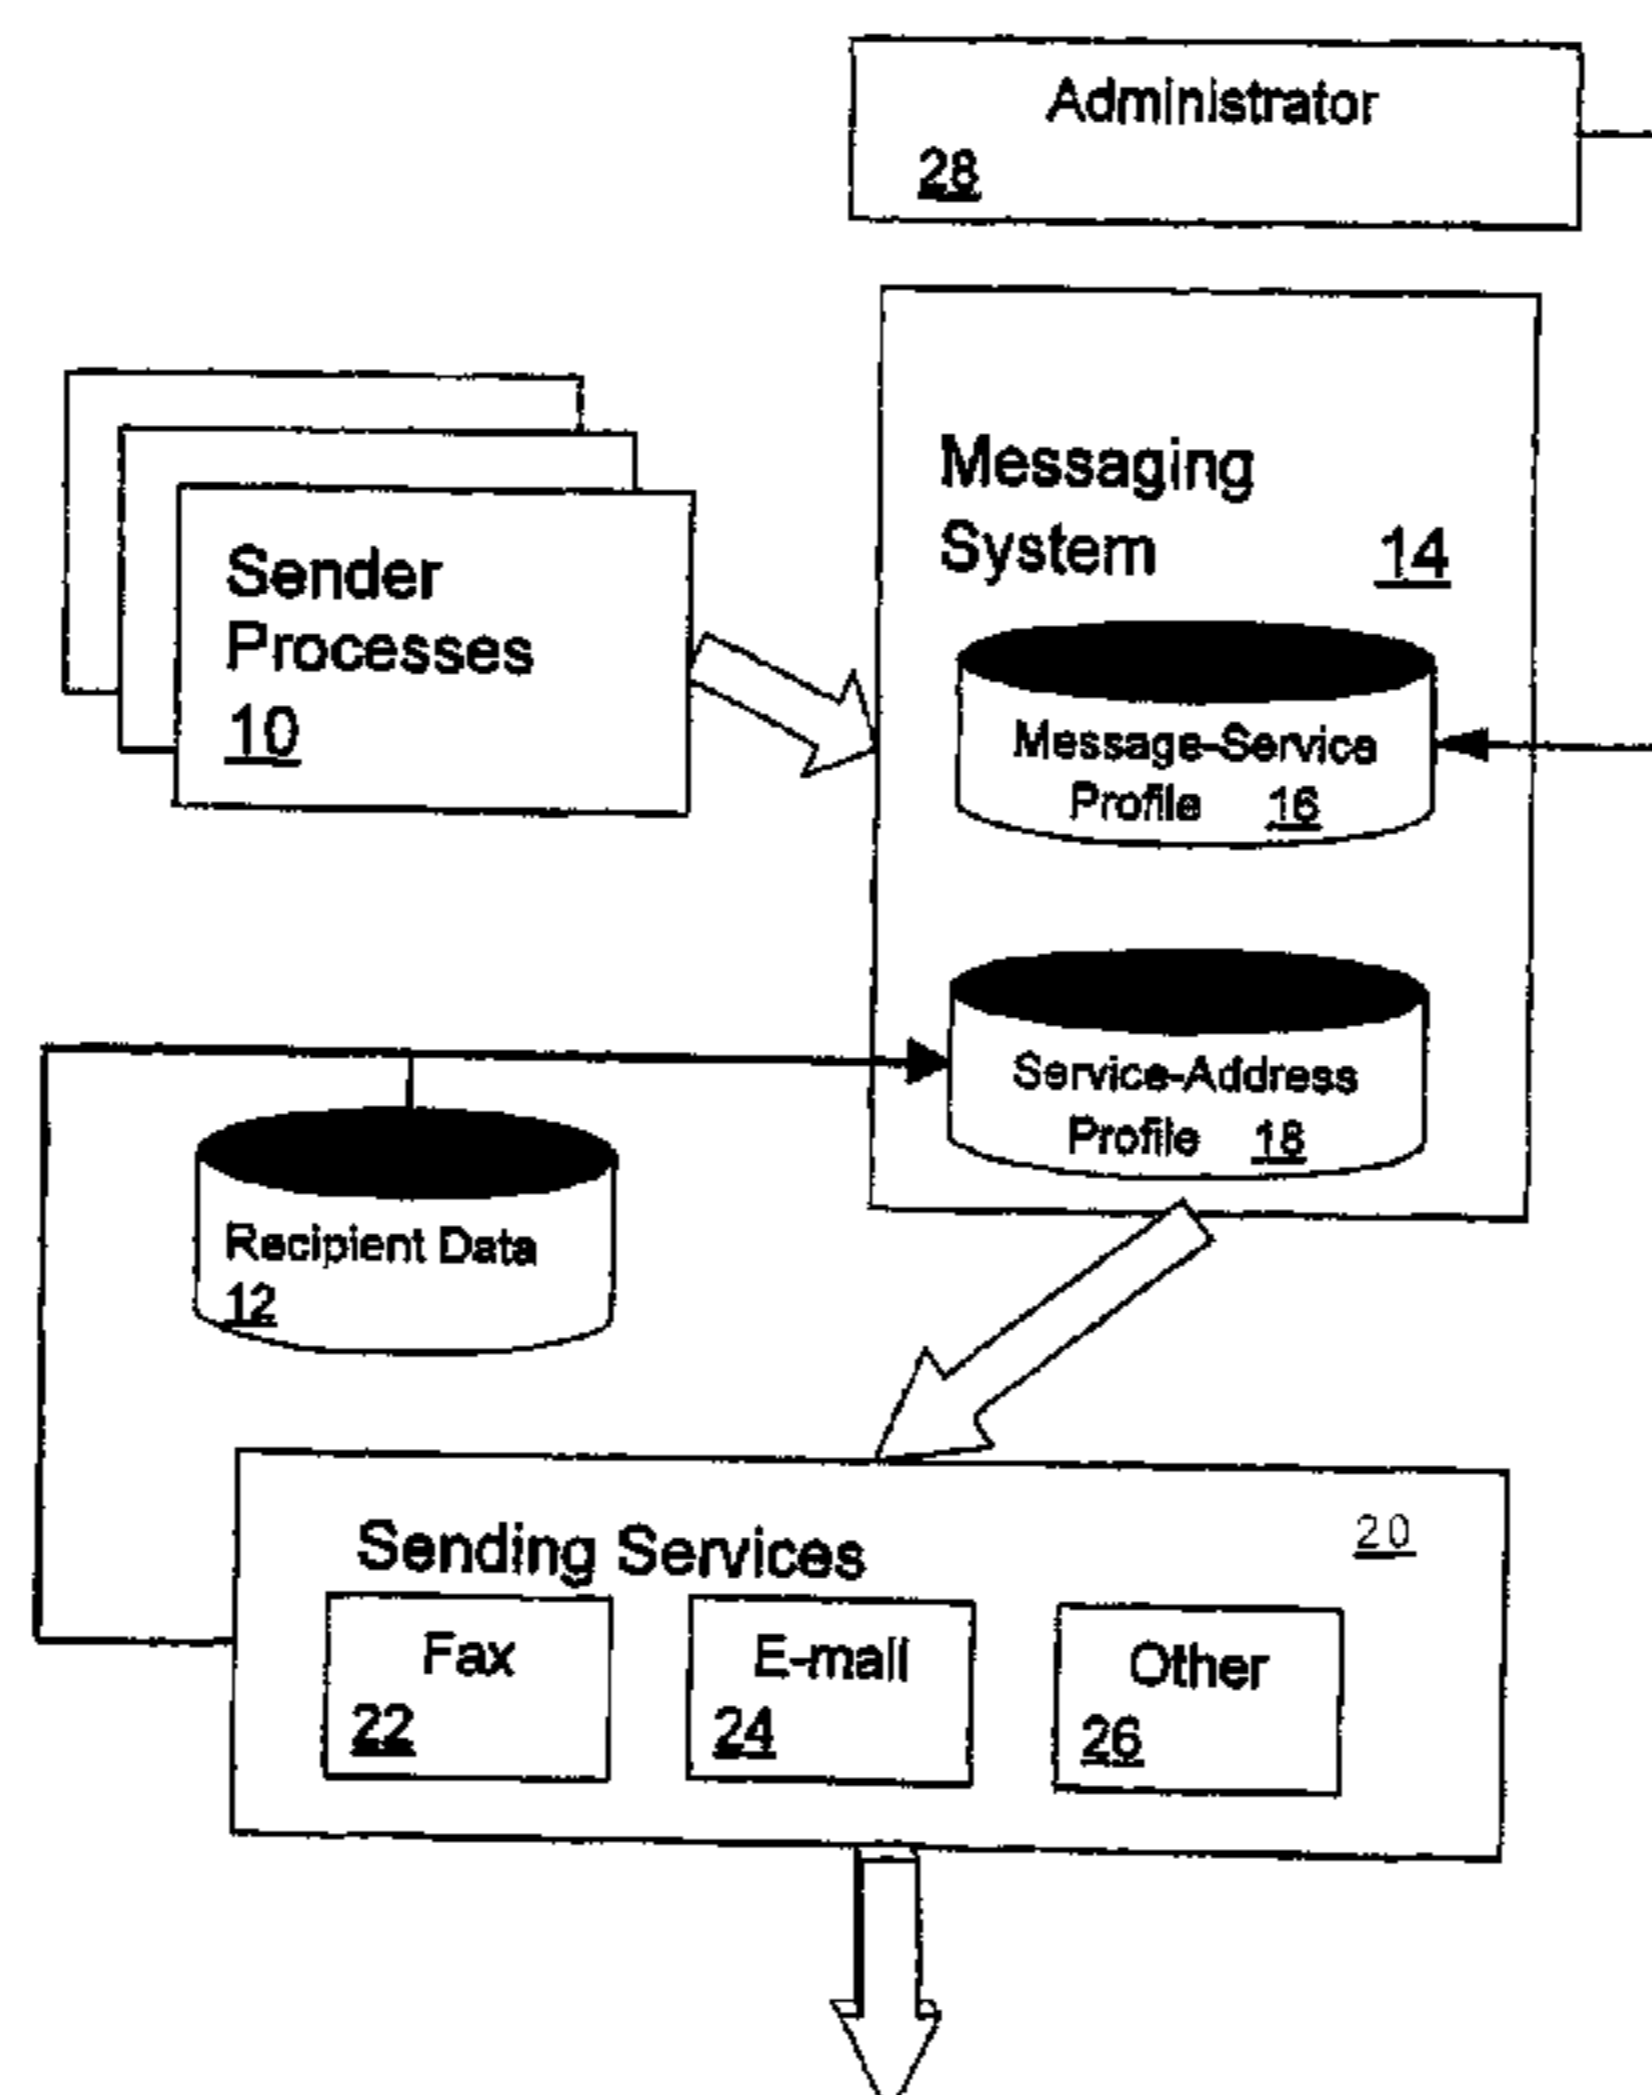 Administrator
28
Messaging
System 14
Sender
Processes
10
Message-Service
Profile 16
Service-Address
Profile 18
Recipient Data
12
Sending Services 20
Fax
22
E-mail
24
Other
26